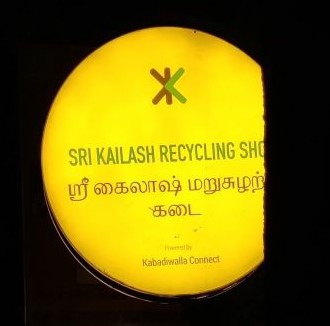 SRI KAILASH RECYCLING SHO
ஸ்ரீ கைலாஷ் மறுசுழற்
கடை
Powered by
Kabadiwalla Connect